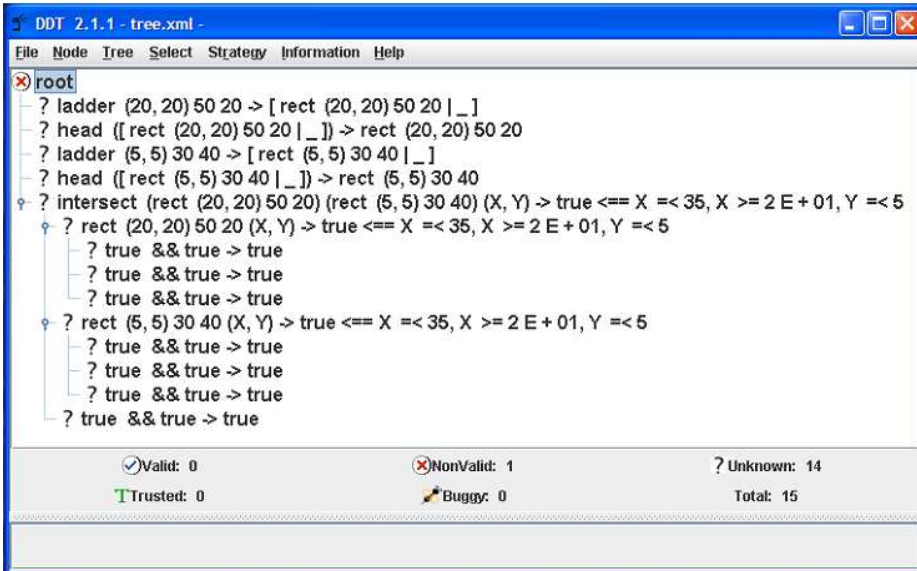 DDT 2.1.1 - tree.xml -
File Node Tree Select Strategy Information Help
root
? ladder (20, 20) 50 20 -> [ rect (20, 20) 50 20 | _ ]
? head ([ rect (20, 20) 50 20 | _ ]) -> rect (20, 20) 50 20
? ladder (5, 5) 30 40 -> [ rect (5, 5) 30 40 | _ ]
? head ([ rect (5, 5) 30 40 | _ ]) -> rect (5, 5) 30 40
? intersect (rect (20, 20) 50 20) (rect (5, 5) 30 40) (X, Y) -> true <== X =< 35, X >= 2 E + 01, Y =< 5
? rect (20, 20) 50 20 (X, Y) -> true <== X =< 35, X >= 2 E + 01, Y =< 5
? true && true -> true
? true && true -> true
? true && true -> true
? rect (5, 5) 30 40 (X, Y) -> true <== X =< 35, X >= 2 E + 01, Y =< 5
? true && true -> true
? true && true -> true
? true && true -> true
? true && true -> true
Valid: 0 NonValid: 1 ? Unknown: 14
T Trusted: 0 Buggy: 0 Total: 15